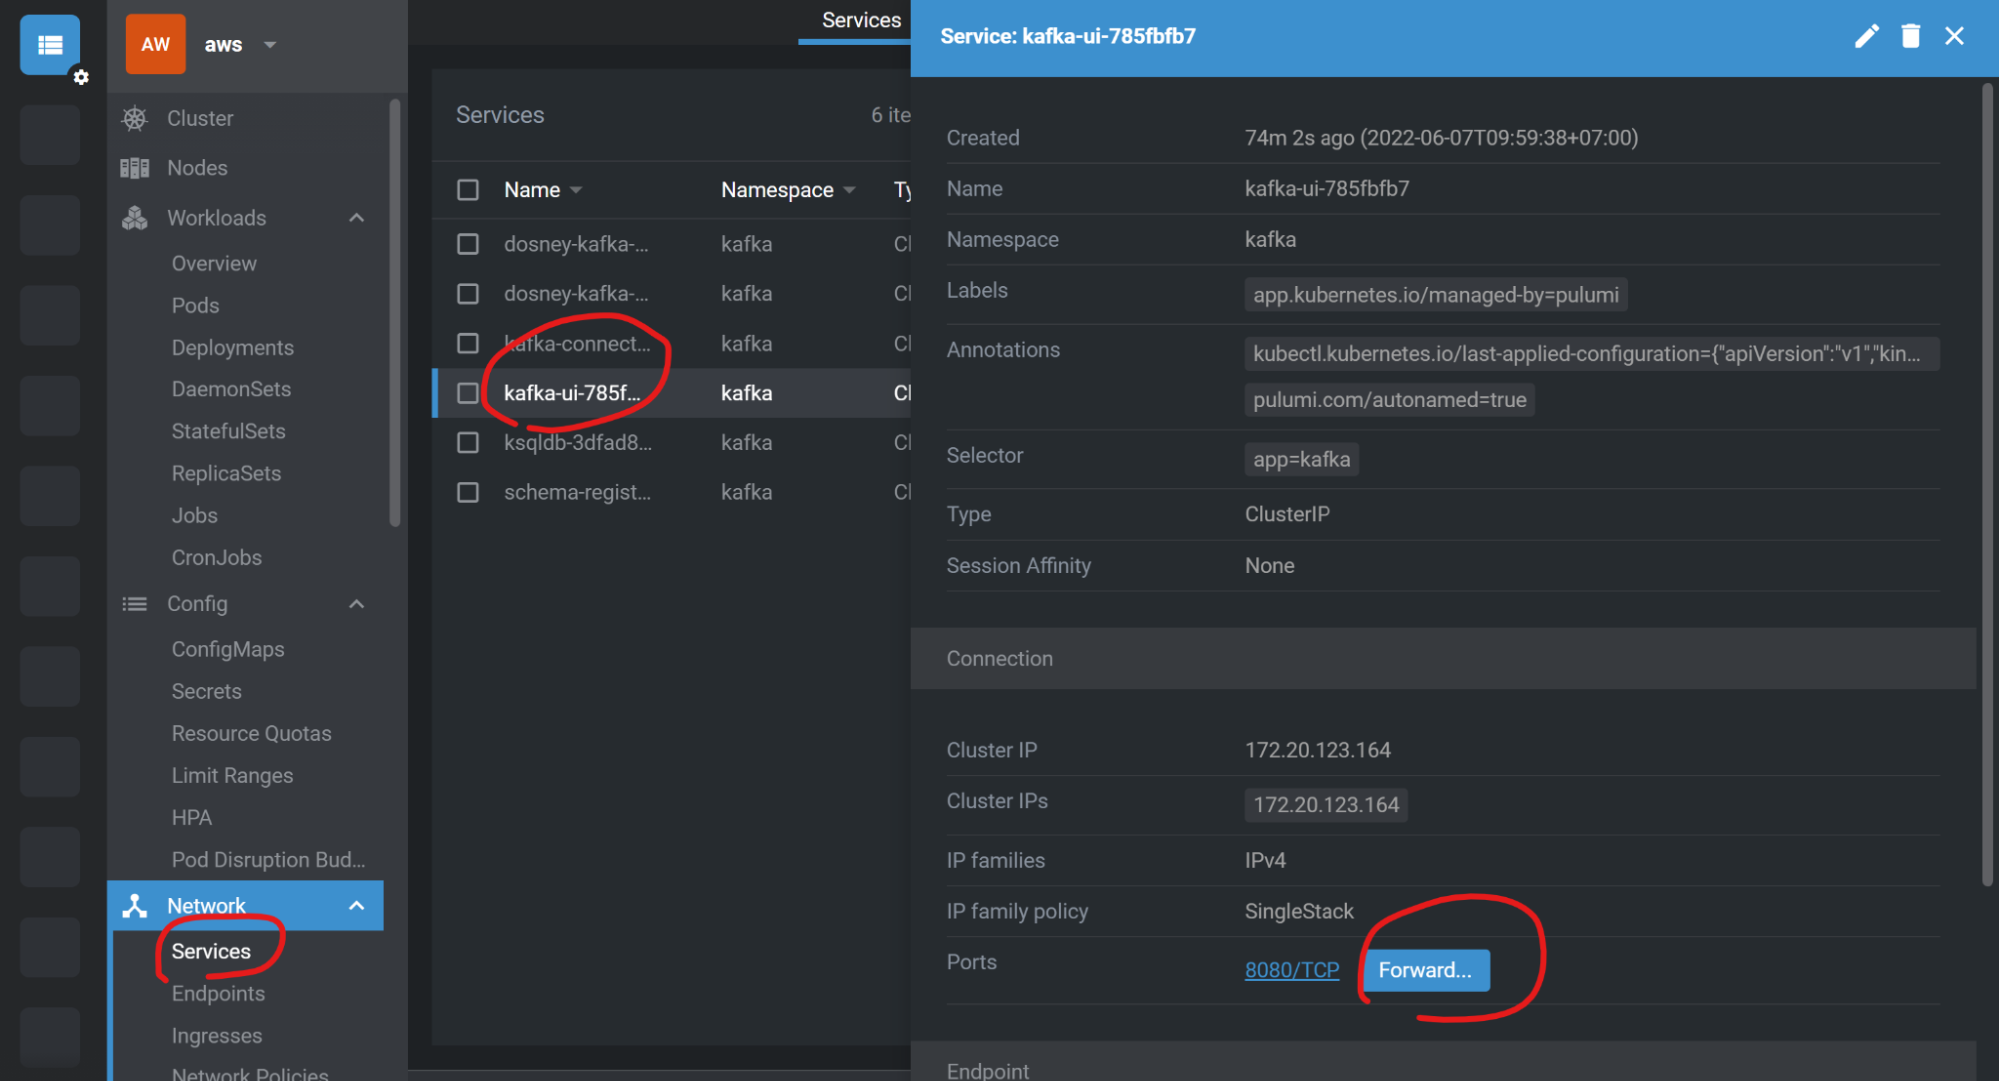 AW
aws
Cluster
Nodes
Workloads
Overview
Pods
Deployments
DaemonSets
StatefulSets
ReplicaSets
Jobs
CronJobs
Config
ConfigMaps
Secrets
Resource Quotas
Limit Ranges
HPA
Pod Disruption Bud...
Network
Services
Endpoints
Ingresses
Network Policies
Services
Services 6 ite
Name Namespace Ty
dosney-kafka-... kafka Cl
dosney-kafka-... kafka Cl
kafka-connect... kafka Cl
kafka-ui-785f... kafka Cl
ksqldb-3dfad8... kafka Cl
schema-regist... kafka Cl
Service: kafka-ui-785fbfb7
Created 74m 2s ago (2022-06-07T09:59:38+07:00)
Name kafka-ui-785fbfb7
Namespace kafka
Labels app.kubernetes.io/managed-by=pulumi
Annotations kubectl.kubernetes.io/last-applied-configuration={"apiVersion":"v1","kin...
pulumi.com/autonamed=true
Selector app=kafka
Type ClusterIP
Session Affinity None
Connection
Cluster IP 172.20.123.164
Cluster IPs 172.20.123.164
IP families IPv4
IP family policy SingleStack
Ports 8080/TCP Forward...
Endpoint